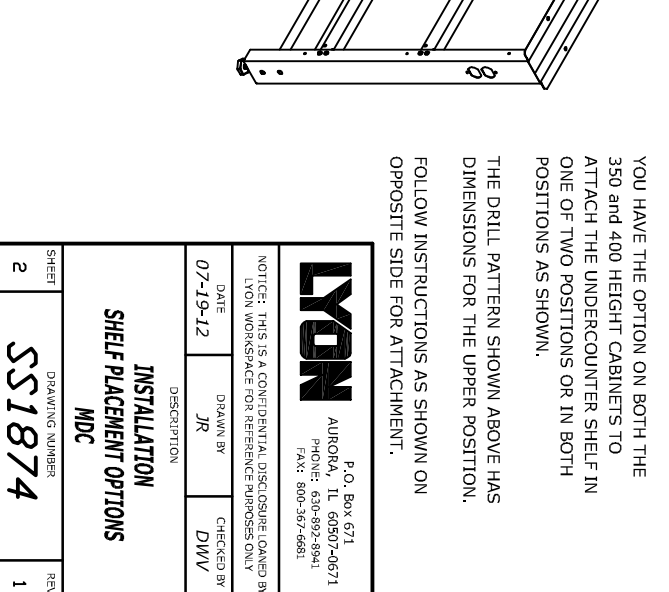 YOU HAVE THE OPTION ON BOTH THE
350 and 400 HEIGHT CABINETS TO
ATTACH THE UNDERCOUNTER SHELF IN
ONE OF TWO POSITIONS OR IN BOTH
POSITIONS AS SHOWN.
THE DRILL PATTERN SHOWN ABOVE HAS
DIMENSIONS FOR THE UPPER POSITION.
FOLLOW INSTRUCTIONS AS SHOWN ON
OPPOSITE SIDE FOR ATTACHMENT.
LYON
P.O. Box 671
AURORA, IL 60507-0671
PHONE: 630-892-8941
FAX: 800-367-6681
NOTICE: THIS IS A CONFIDENTIAL DISCLOSURE LOANED BY
LYON WORKSPACE FOR REFERENCE PURPOSES ONLY
DATE
07-19-12
DRAWN BY
JR
CHECKED BY
DWV
DESCRIPTION
INSTALLATION
SHELF PLACEMENT OPTIONS
MDC
SHEET
2
DRAWING NUMBER
SS1874
REV
1